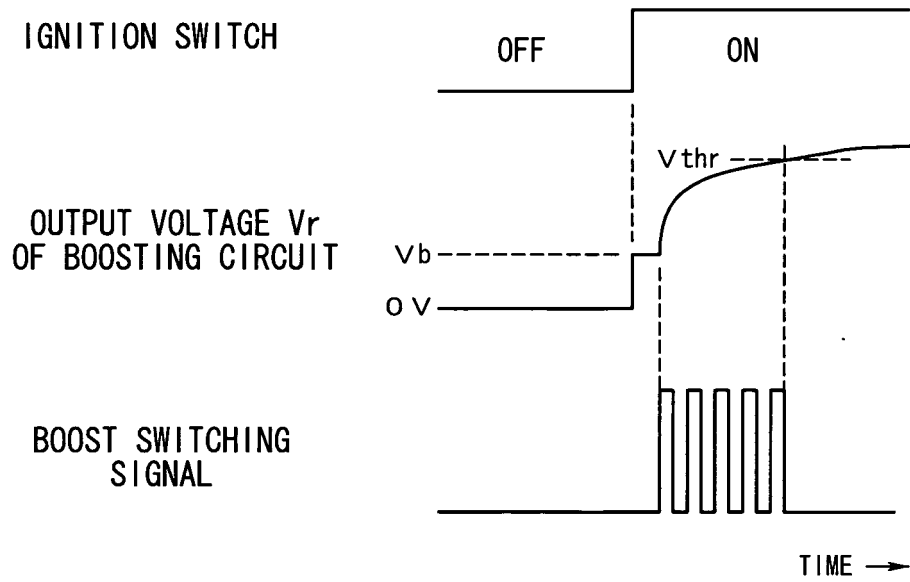 IGNITION SWITCH
OFF
ON
Vthr
OUTPUT VOLTAGE Vr
OF BOOSTING CIRCUIT
Vb
0V
BOOST SWITCHING
SIGNAL
TIME →